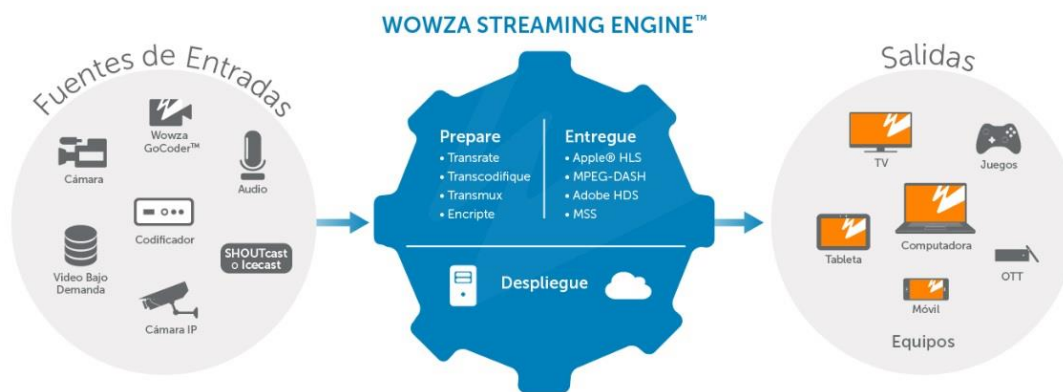 WOWZA STREAMING ENGINE™
Fuentes de Entradas
Wowza
GoCoder™
Cámara
Audio
Codificador
SHOUTcast
o Icecast
Video Bajo
Demanda
Cámara IP
Prepare
• Transrate
• Transcodifique
• Transmux
• Encripte
Entregue
• Apple® HLS
• MPEG-DASH
• Adobe HDS
• MSS
Despliegue
Salidas
TV
Juegos
Computadora
Tableta
OTT
Móvil
Equipos